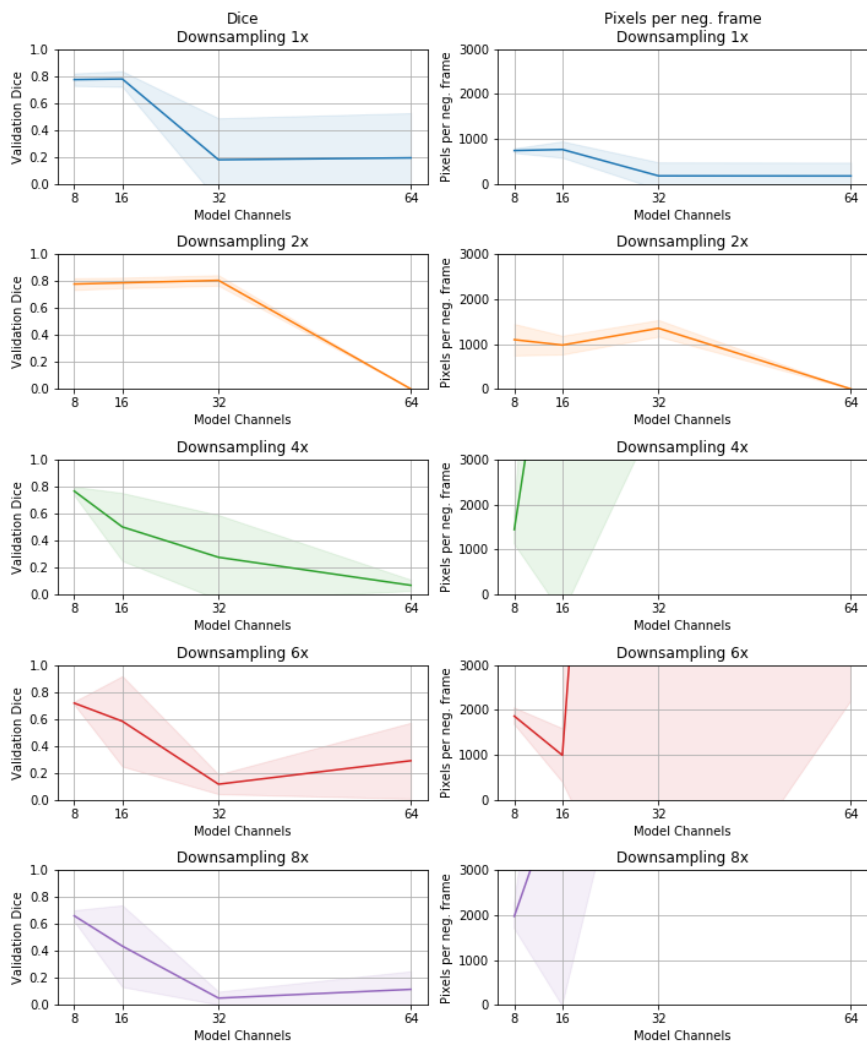 Dice
Downsampling 1x
Pixels per neg. frame
Downsampling 1x
1.0
0.8
0.6
0.4
0.2
0.0
Validation Dice
8 16 32 64
Model Channels
3000
2000
1000
0
Pixels per neg. frame
8 16 32 64
Model Channels
Downsampling 2x
1.0
0.8
0.6
0.4
0.2
0.0
Validation Dice
8 16 32 64
Model Channels
Downsampling 2x
3000
2000
1000
0
Pixels per neg. frame
8 16 32 64
Model Channels
Downsampling 4x
1.0
0.8
0.6
0.4
0.2
0.0
Validation Dice
8 16 32 64
Model Channels
Downsampling 4x
3000
2000
1000
0
Pixels per neg. frame
8 16 32 64
Model Channels
Downsampling 6x
1.0
0.8
0.6
0.4
0.2
0.0
Validation Dice
8 16 32 64
Model Channels
Downsampling 6x
3000
2000
1000
0
Pixels per neg. frame
8 16 32 64
Model Channels
Downsampling 8x
1.0
0.8
0.6
0.4
0.2
0.0
Validation Dice
8 16 32 64
Model Channels
Downsampling 8x
3000
2000
1000
0
Pixels per neg. frame
8 16 32 64
Model Channels